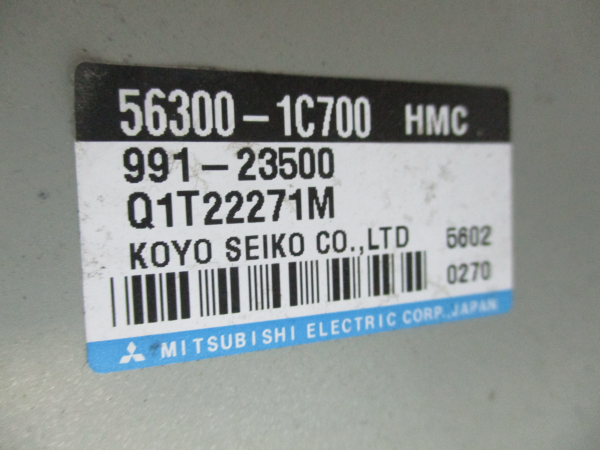 56300-1C700 HMC
991-23500
Q1T22271M
KOYO SEIKO CO.,LTD 5602
0270
MITSUBISHI ELECTRIC CORP., JAPAN